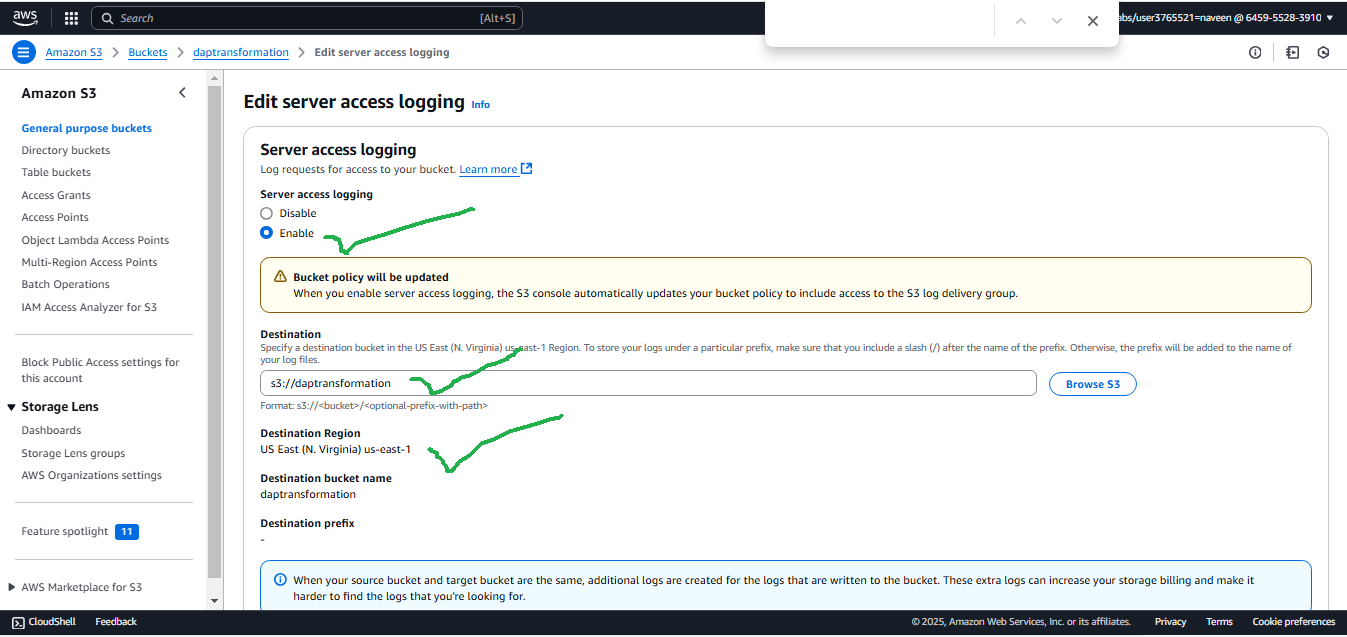 aws
Search
[Alt+S]
abs/user3765521=naveen @ 6459-5528-3910
Amazon S3 > Buckets > daptransformation > Edit server access logging
Amazon S3
General purpose buckets
Directory buckets
Table buckets
Access Grants
Access Points
Object Lambda Access Points
Multi-Region Access Points
Batch Operations
IAM Access Analyzer for S3
Block Public Access settings for
this account
Storage Lens
Dashboards
Storage Lens groups
AWS Organizations settings
Feature spotlight 11
AWS Marketplace for S3
Edit server access logging Info
Server access logging
Log requests for access to your bucket. Learn more
Server access logging
Disable
Enable
Bucket policy will be updated
When you enable server access logging, the S3 console automatically updates your bucket policy to include access to the S3 log delivery group.
Destination
Specify a destination bucket in the US East (N. Virginia) us-east-1 Region. To store your logs under a particular prefix, make sure that you include a slash (/) after the name of the prefix. Otherwise, the prefix will be added to the name of
your log files.
s3://daptransformation
Browse S3
Format: s3://<bucket>/<optional-prefix-with-path>
Destination Region
US East (N. Virginia) us-east-1
Destination bucket name
daptransformation
Destination prefix
-
When your source bucket and target bucket are the same, additional logs are created for the logs that are written to the bucket. These extra logs can increase your storage billing and make it
harder to find the logs that you're looking for.
CloudShell Feedback
© 2025, Amazon Web Services, Inc. or its affiliates. Privacy Terms Cookie preferences